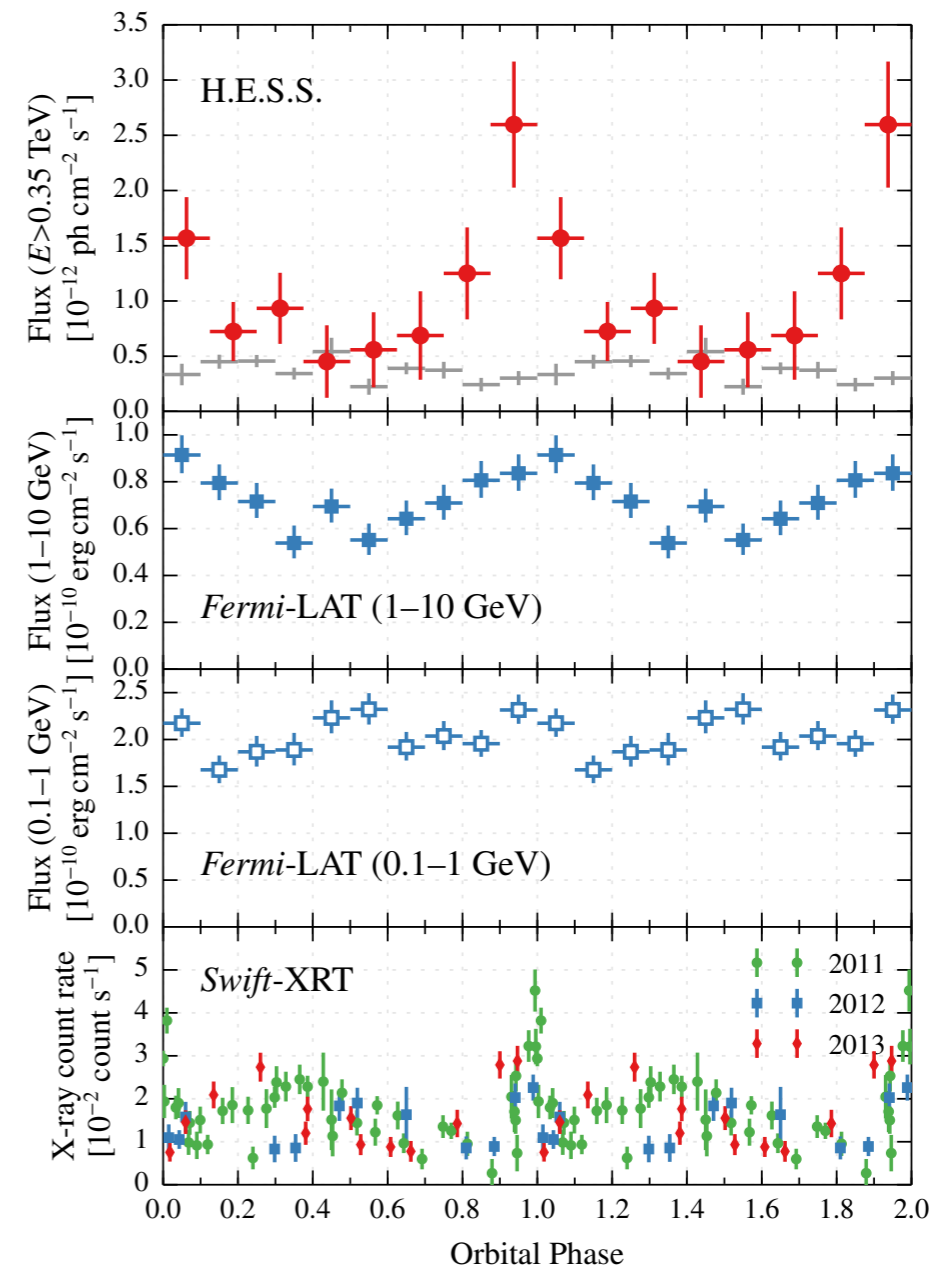 3.5
3.0
2.5
2.0
1.5
1.0
0.5
0.0
Flux (E>0.35 TeV)
[10⁻¹² ph cm⁻² s⁻¹]
H.E.S.S.
1.0
0.8
0.6
0.4
0.2
0.0
Flux (1–10 GeV)
[10⁻¹⁰ erg cm⁻² s⁻¹]
Fermi-LAT (1–10 GeV)
2.5
2.0
1.5
1.0
0.5
0.0
Flux (0.1–1 GeV)
[10⁻¹⁰ erg cm⁻² s⁻¹]
Fermi-LAT (0.1–1 GeV)
5
4
3
2
1
0
X-ray count rate
[10⁻² count s⁻¹]
Swift-XRT
2011
2012
2013
0.0 0.2 0.4 0.6 0.8 1.0 1.2 1.4 1.6 1.8 2.0
Orbital Phase